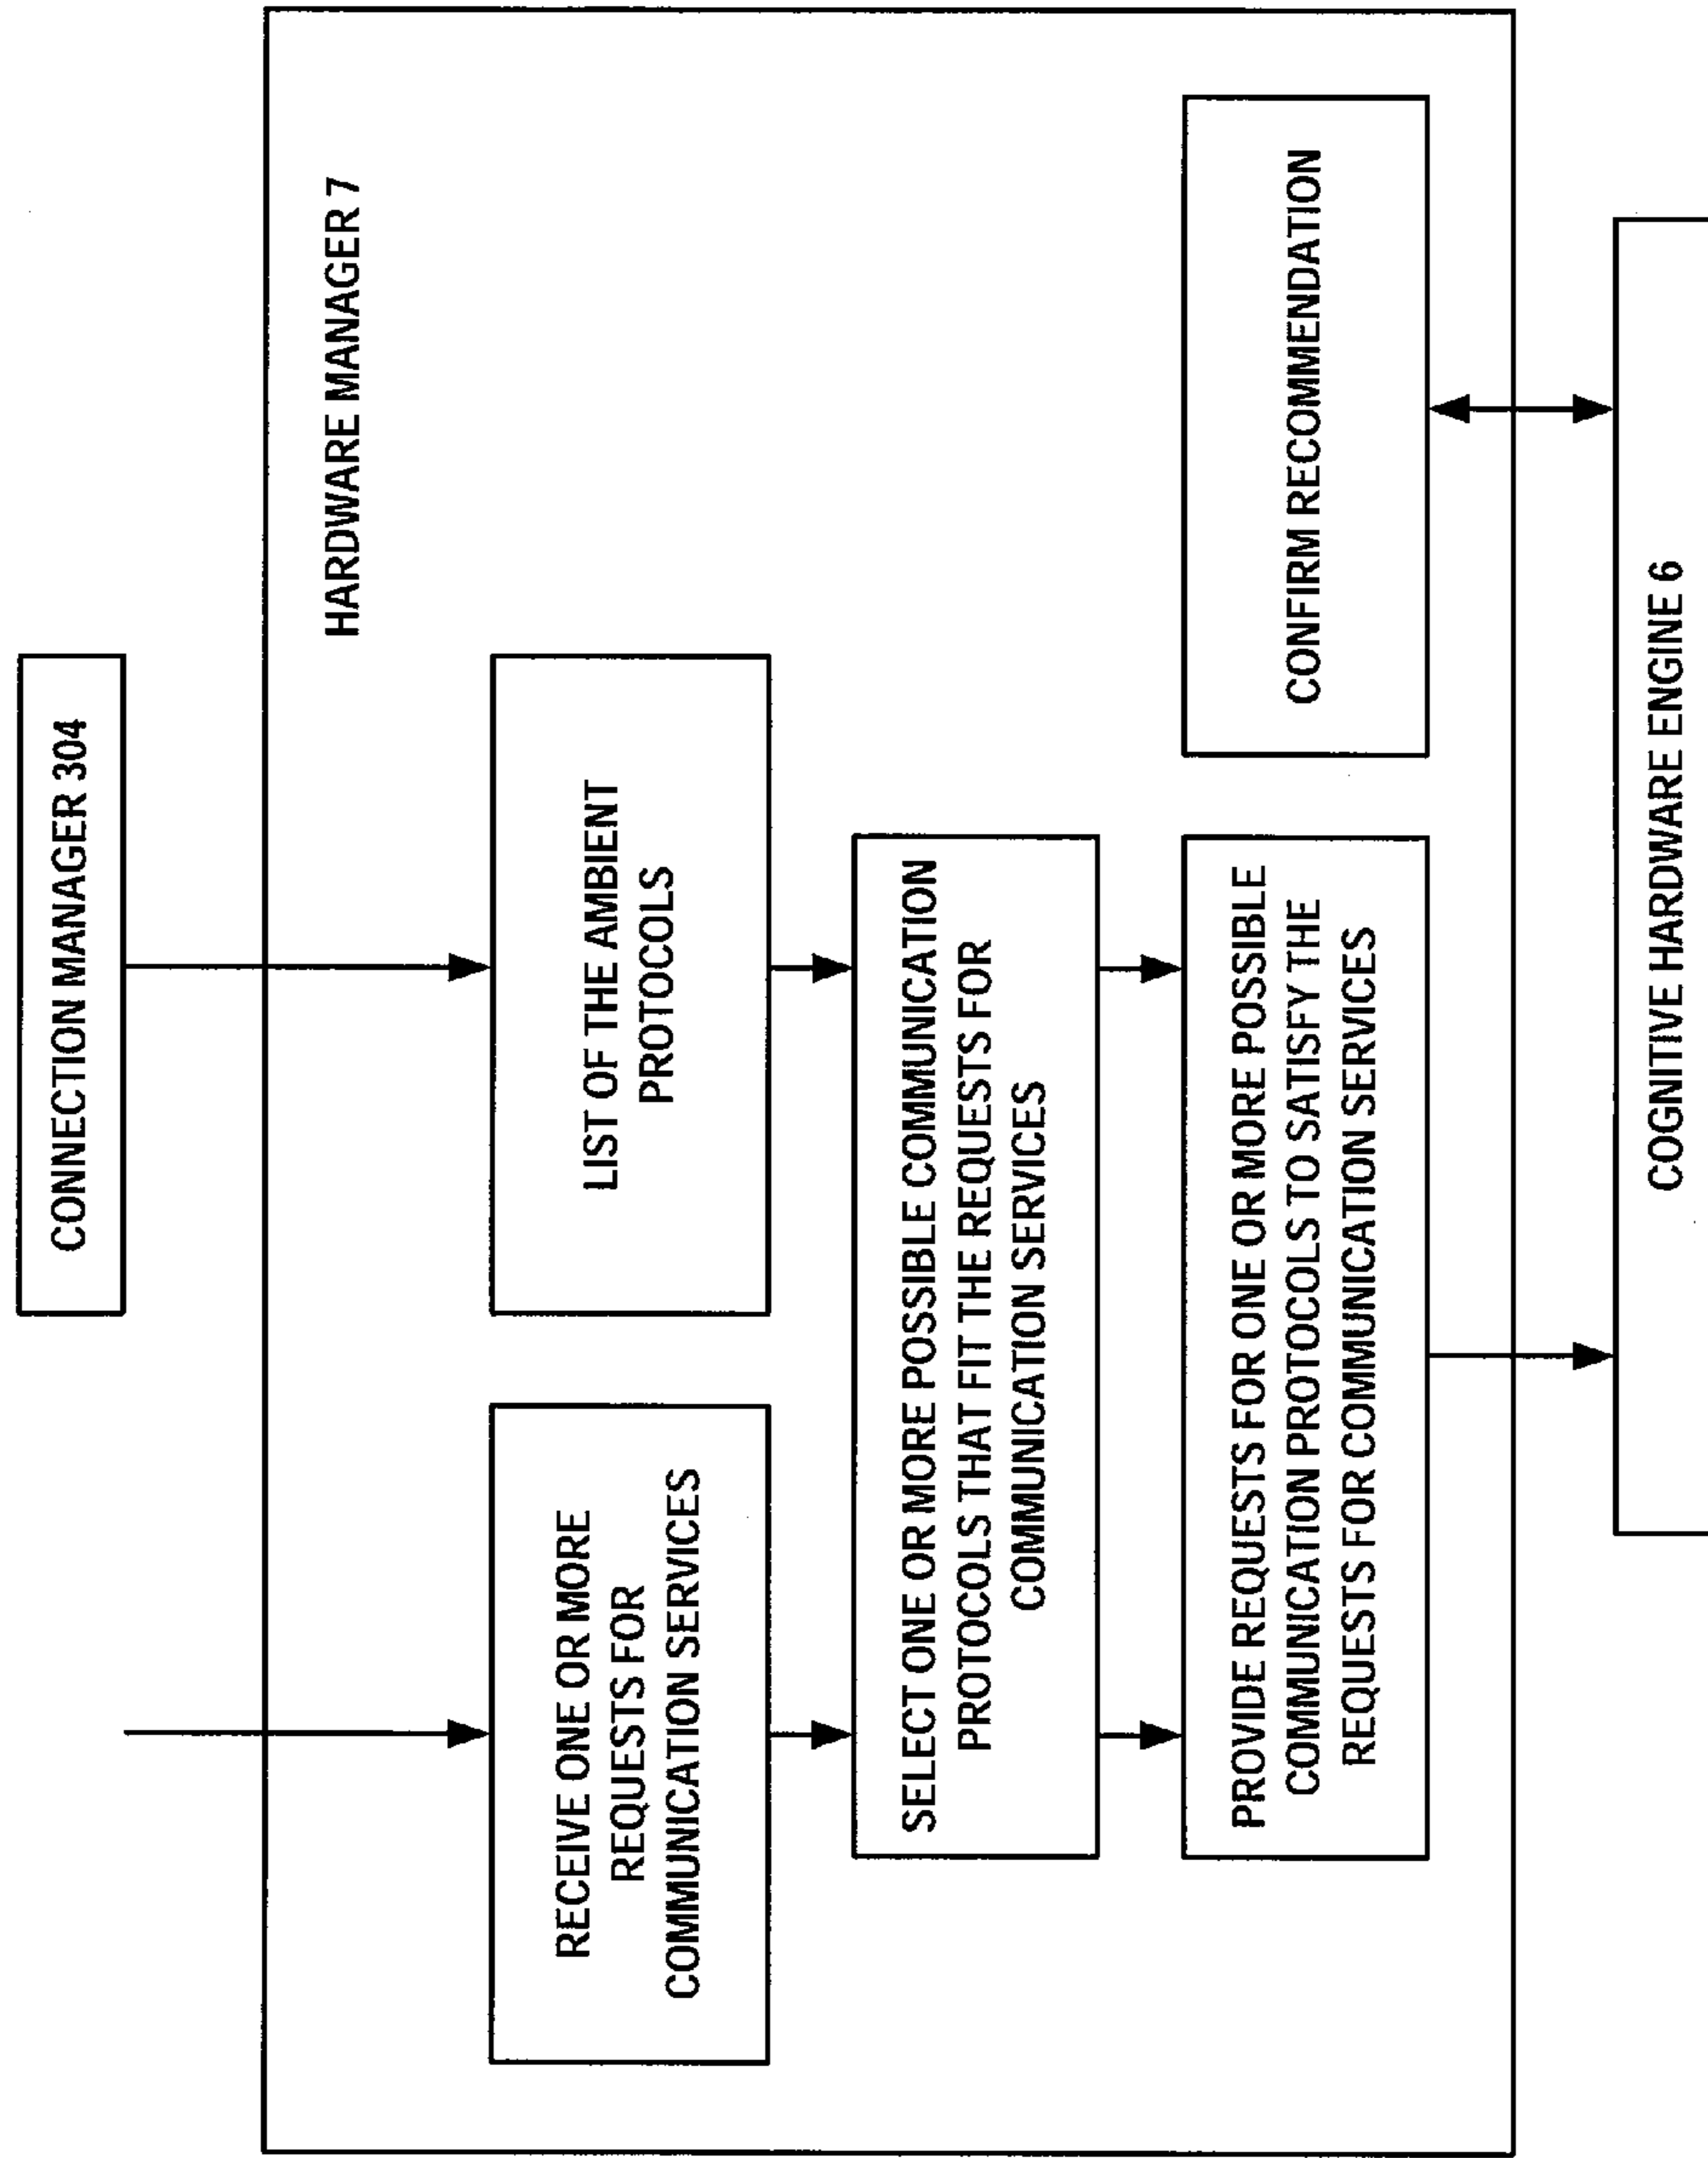 CONNECTION MANAGER 304
HARDWARE MANAGER 7
RECEIVE ONE OR MORE
REQUESTS FOR
COMMUNICATION SERVICES
LIST OF THE AMBIENT
PROTOCOLS
SELECT ONE OR MORE POSSIBLE COMMUNICATION
PROTOCOLS THAT FIT THE REQUESTS FOR
COMMUNICATION SERVICES
PROVIDE REQUESTS FOR ONE OR MORE POSSIBLE
COMMUNICATION PROTOCOLS TO SATISFY THE
REQUESTS FOR COMMUNICATION SERVICES
CONFIRM RECOMMENDATION
COGNITIVE HARDWARE ENGINE 6